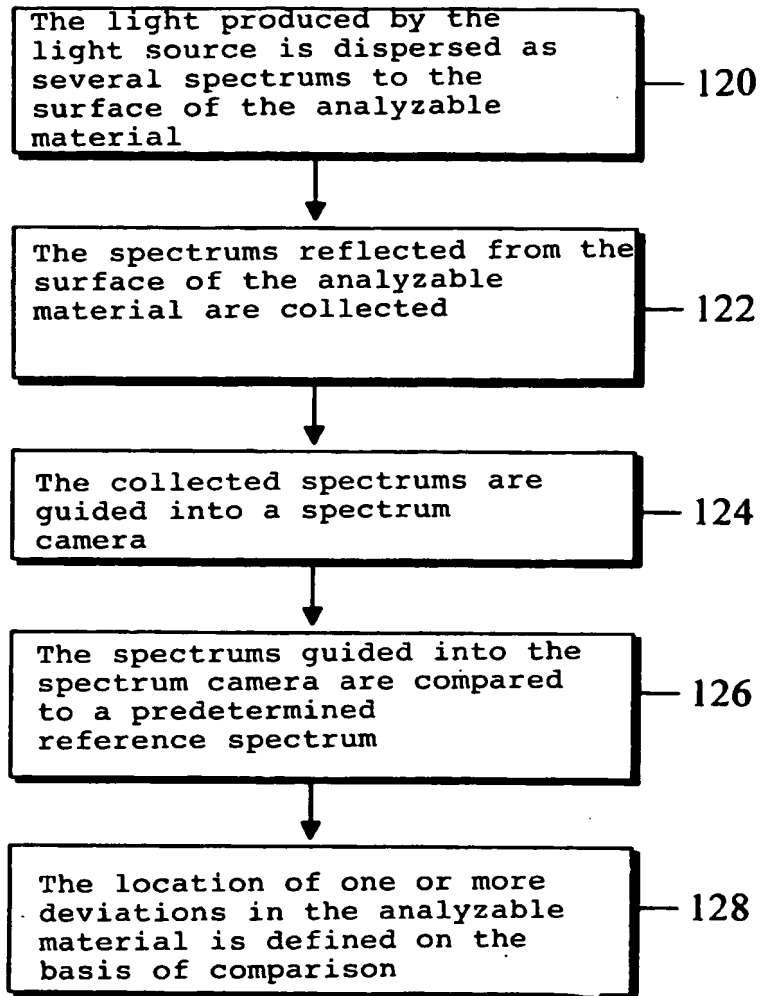 The light produced by the
light source is dispersed as
several spectrums to the
surface of the analyzable
material
120
The spectrums reflected from the
surface of the analyzable
material are collected
122
The collected spectrums are
guided into a spectrum
camera
124
The spectrums guided into the
spectrum camera are compared
to a predetermined
reference spectrum
126
The location of one or more
deviations in the analyzable
material is defined on the
basis of comparison
128